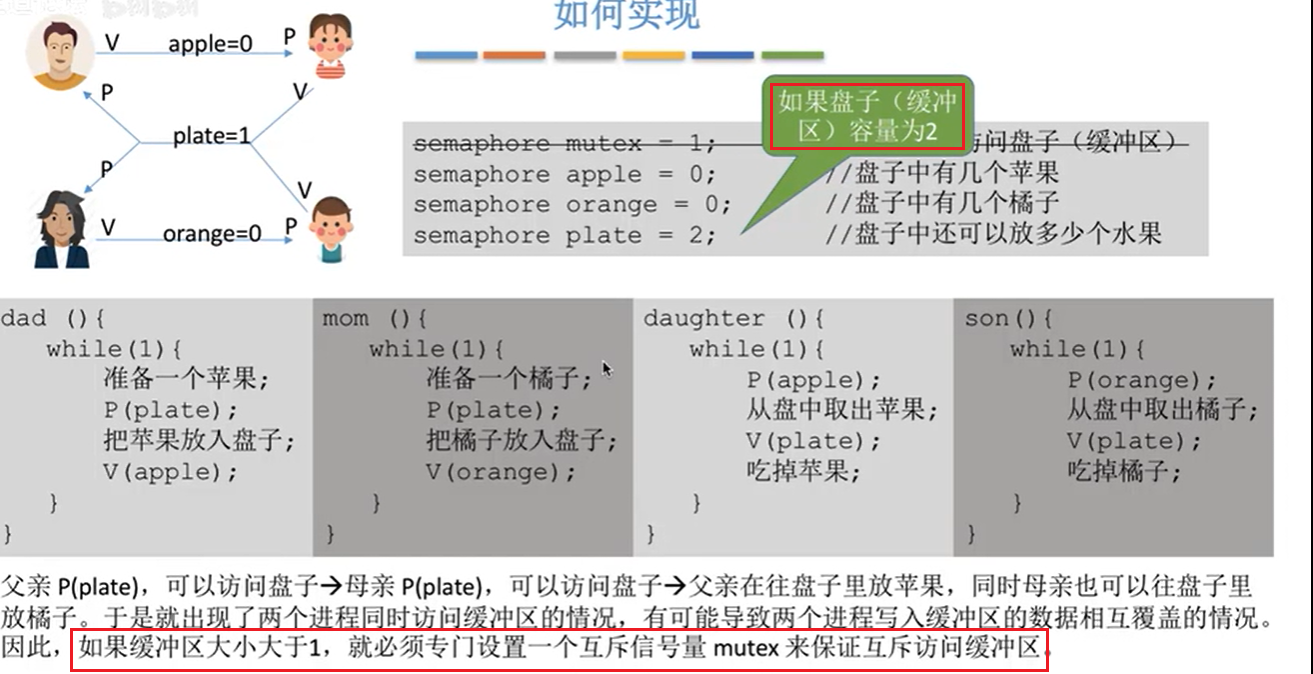 如何实现
V apple=0 P
P V
plate=1
P V
V orange=0 P
如果盘子（缓冲
区）容量为2
semaphore mutex = 1; 访问盘子（缓冲区）
semaphore apple = 0; //盘子中有几个苹果
semaphore orange = 0; //盘子中有几个橘子
semaphore plate = 2; //盘子中还可以放多少个水果
dad (){
while(1){
准备一个苹果;
P(plate);
把苹果放入盘子;
V(apple);
}
}
mom (){
while(1){
准备一个橘子;
P(plate);
把橘子放入盘子;
V(orange);
}
}
daughter (){
while(1){
P(apple);
从盘中取出苹果;
V(plate);
吃掉苹果;
}
}
son(){
while(1){
P(orange);
从盘中取出橘子;
V(plate);
吃掉橘子;
}
}
父亲 P(plate)，可以访问盘子→母亲 P(plate)，可以访问盘子→父亲在往盘子里放苹果，同时母亲也可以往盘子里
放橘子。于是就出现了两个进程同时访问缓冲区的情况，有可能导致两个进程写入缓冲区的数据相互覆盖的情况。
因此，如果缓冲区大小大于1，就必须专门设置一个互斥信号量 mutex 来保证互斥访问缓冲区。